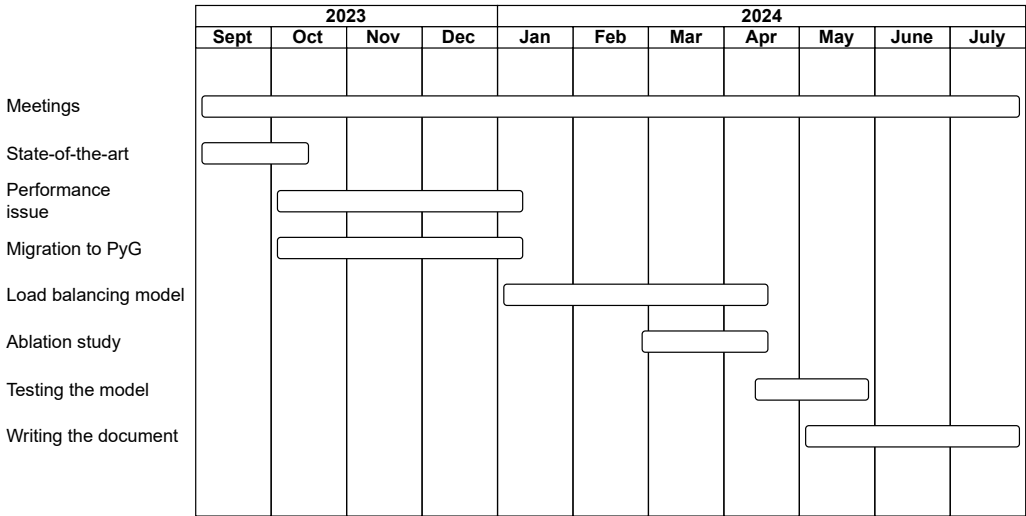 2023 2024
Sept Oct Nov Dec Jan Feb Mar Apr May June July
Meetings
State-of-the-art
Performance
issue
Migration to PyG
Load balancing model
Ablation study
Testing the model
Writing the document